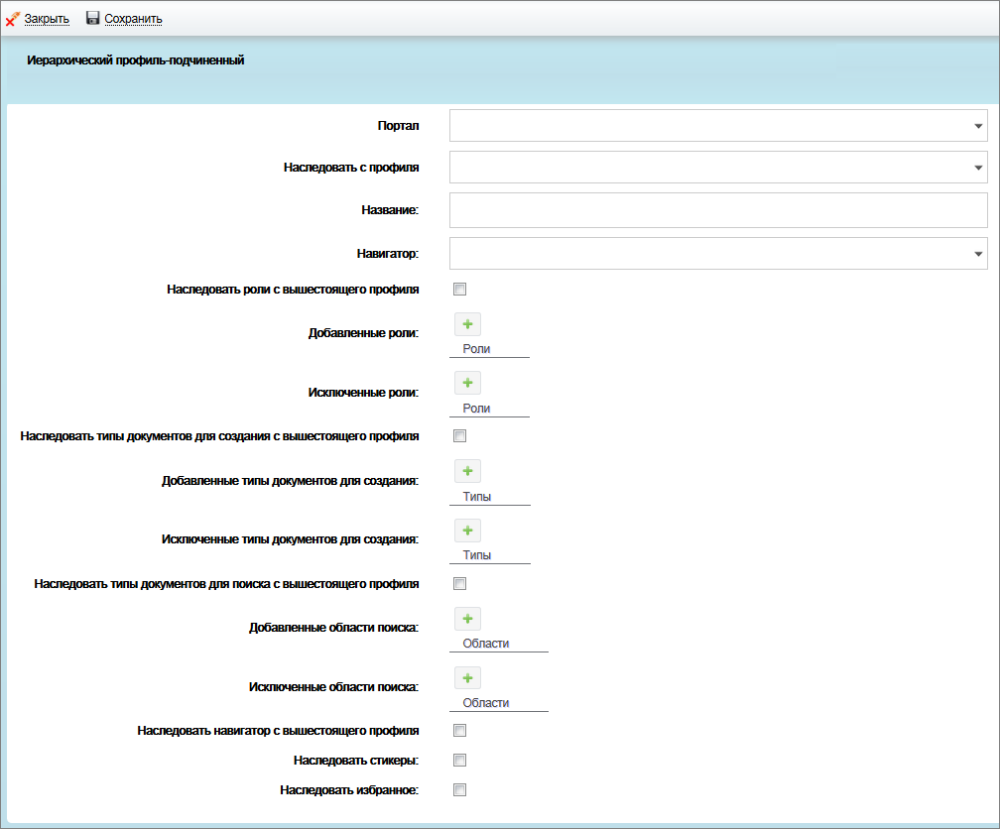 Закрыть Сохранить
Иерархический профиль-подчиненный
Портал
Наследовать с профиля
Название:
Навигатор:
Наследовать роли с вышестоящего профиля
Добавленные роли:
Роли
Исключенные роли:
Роли
Наследовать типы документов для создания с вышестоящего профиля
Добавленные типы документов для создания:
Типы
Исключенные типы документов для создания:
Типы
Наследовать типы документов для поиска с вышестоящего профиля
Добавленные области поиска:
Области
Исключенные области поиска:
Области
Наследовать навигатор с вышестоящего профиля
Наследовать стикеры:
Наследовать избранное: